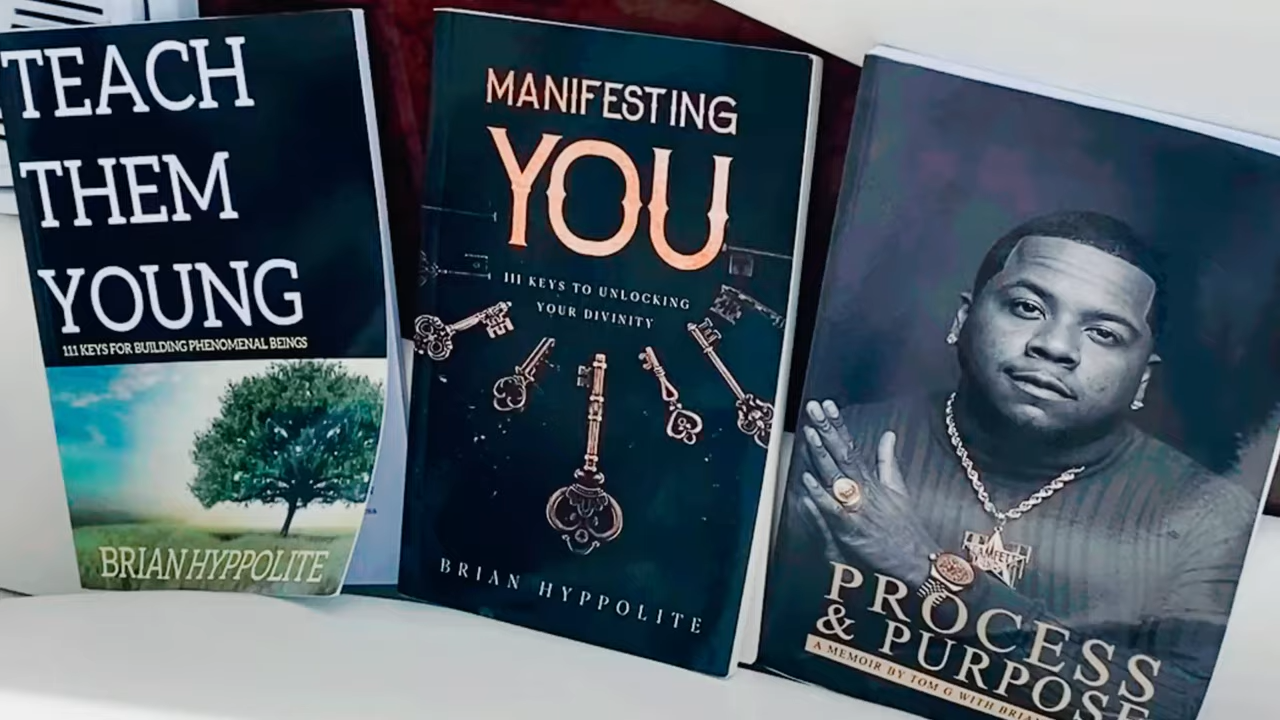 TEACH
THEM
YOUNG
111 KEYS FOR BUILDING PHENOMENAL BEINGS
BRIAN HYPPOLITE
MANIFESTING
YOU
111 KEYS TO UNLOCKING
YOUR DIVINITY
BRIAN HYPPOLITE
PROCESS
& PURPOSE
A MEMOIR BY TOM G WITH